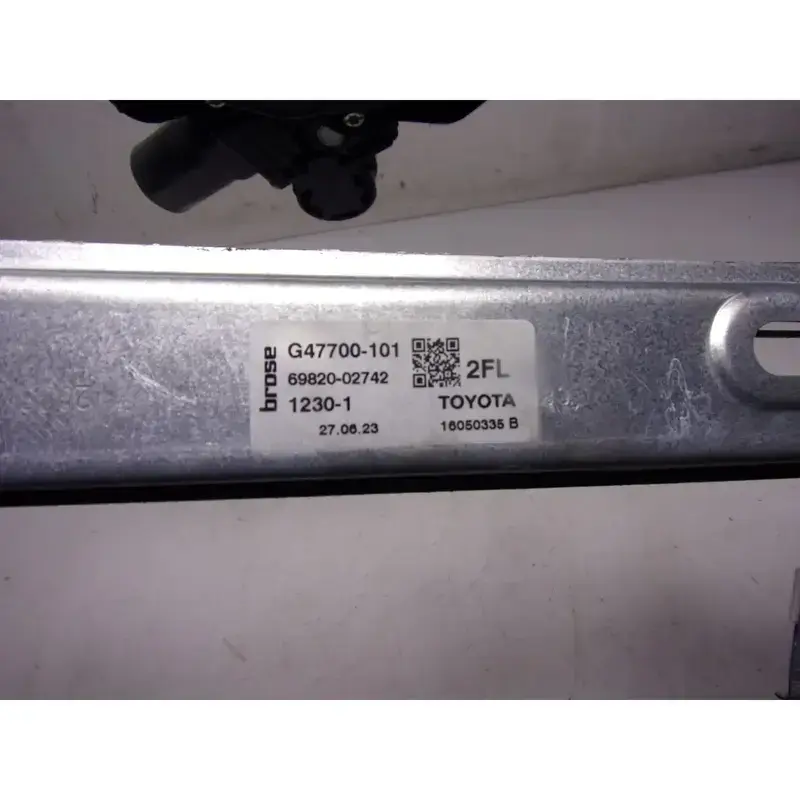 brose
G47700-101
69820-02742 2FL
1230-1 TOYOTA
27.06.23 16050335 B